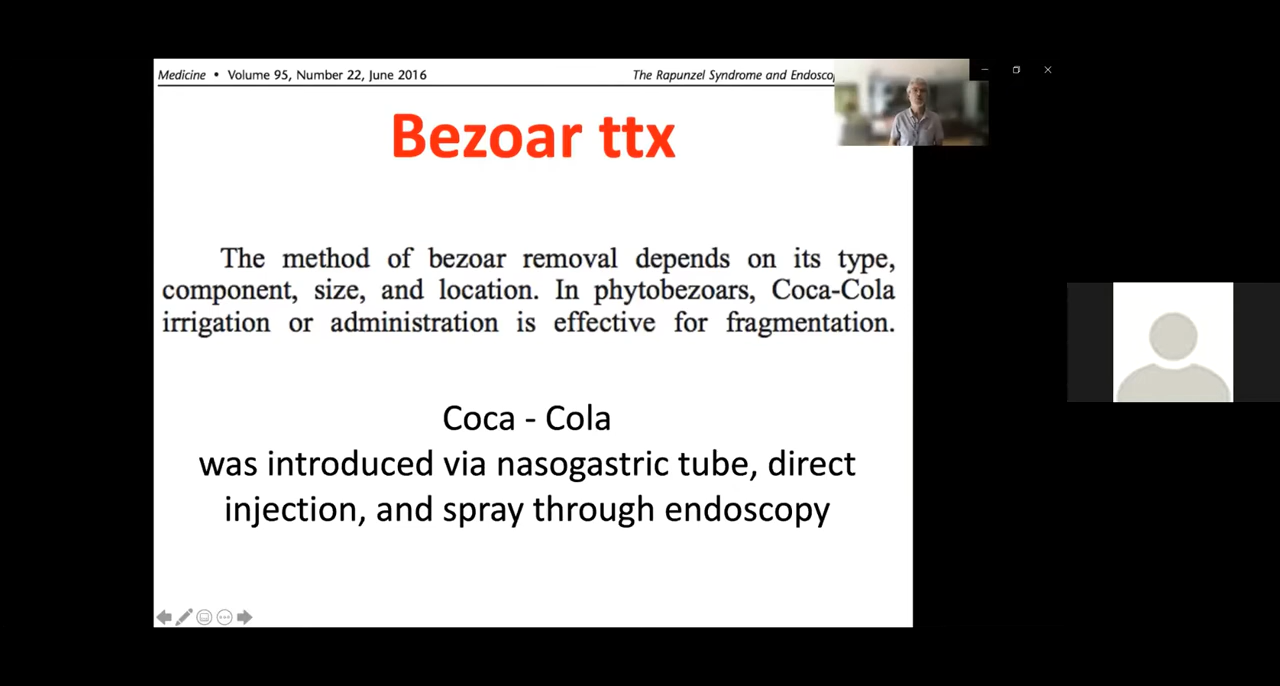 Medicine • Volume 95, Number 22, June 2016
The Rapunzel Syndrome and
Bezoar ttx
The method of bezoar removal depends on its type,
component, size, and location. In phytobezoars, Coca-Cola
irrigation or administration is effective for fragmentation.
Coca - Cola
was introduced via nasogastric tube, direct
injection, and spray through endoscopy